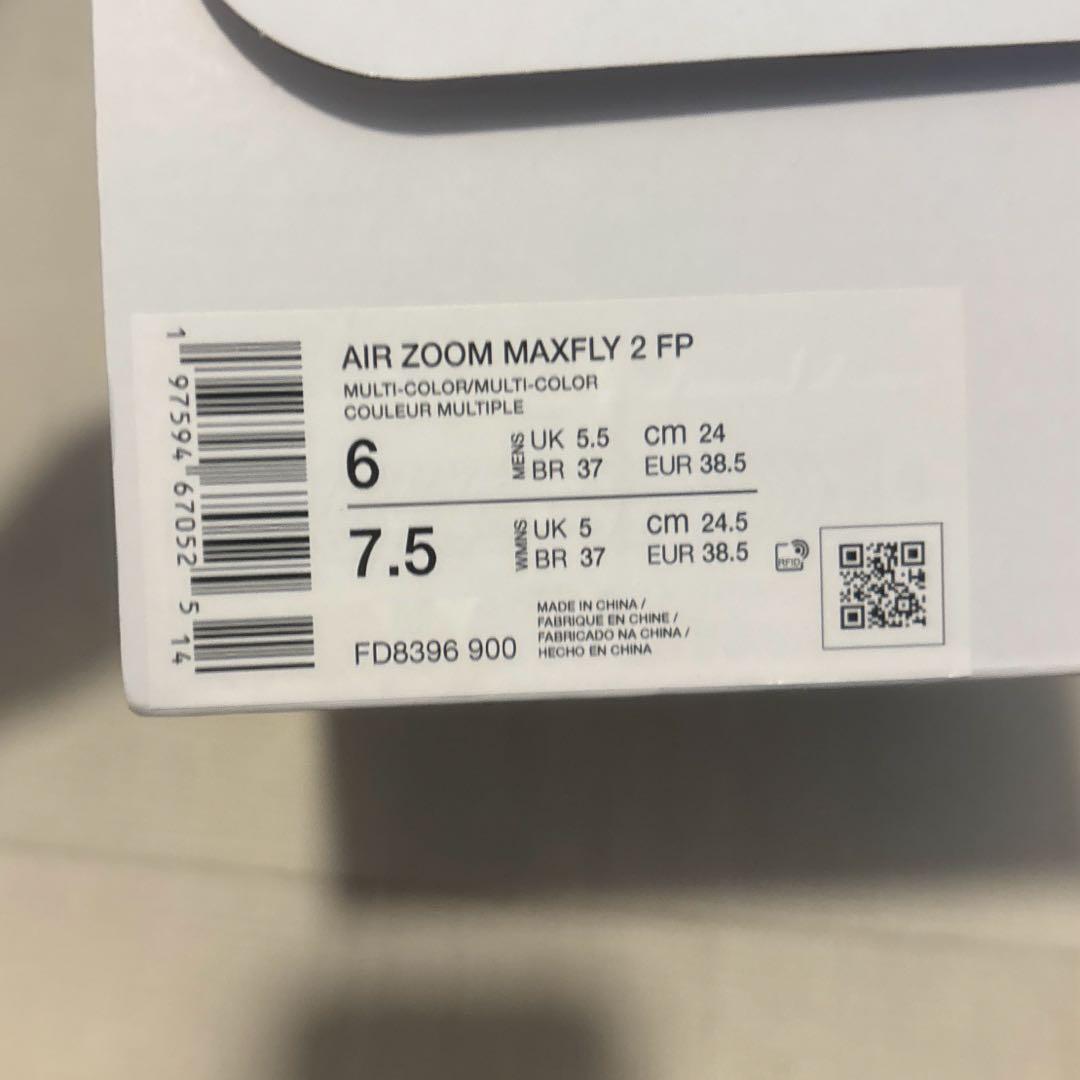 AIR ZOOM MAXFLY 2 FP
MULTI-COLOR/MULTI-COLOR
COULEUR MULTIPLE
6 MENS UK 5.5 cm 24
BR 37 EUR 38.5
7.5 WMNS UK 5 cm 24.5
BR 37 EUR 38.5
RFID
FD8396 900
MADE IN CHINA /
FABRIQUE EN CHINE /
FABRICADO NA CHINA /
HECHO EN CHINA
1 97594 67052 5 14